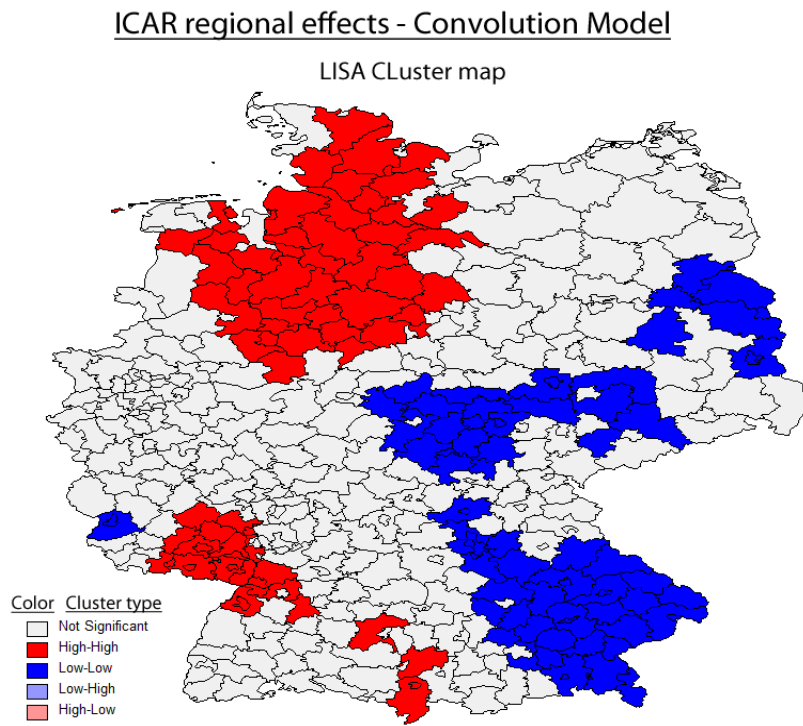 ICAR regional effects - Convolution Model
LISA CLuster map
Color Cluster type
Not Significant
High-High
Low-Low
Low-High
High-Low